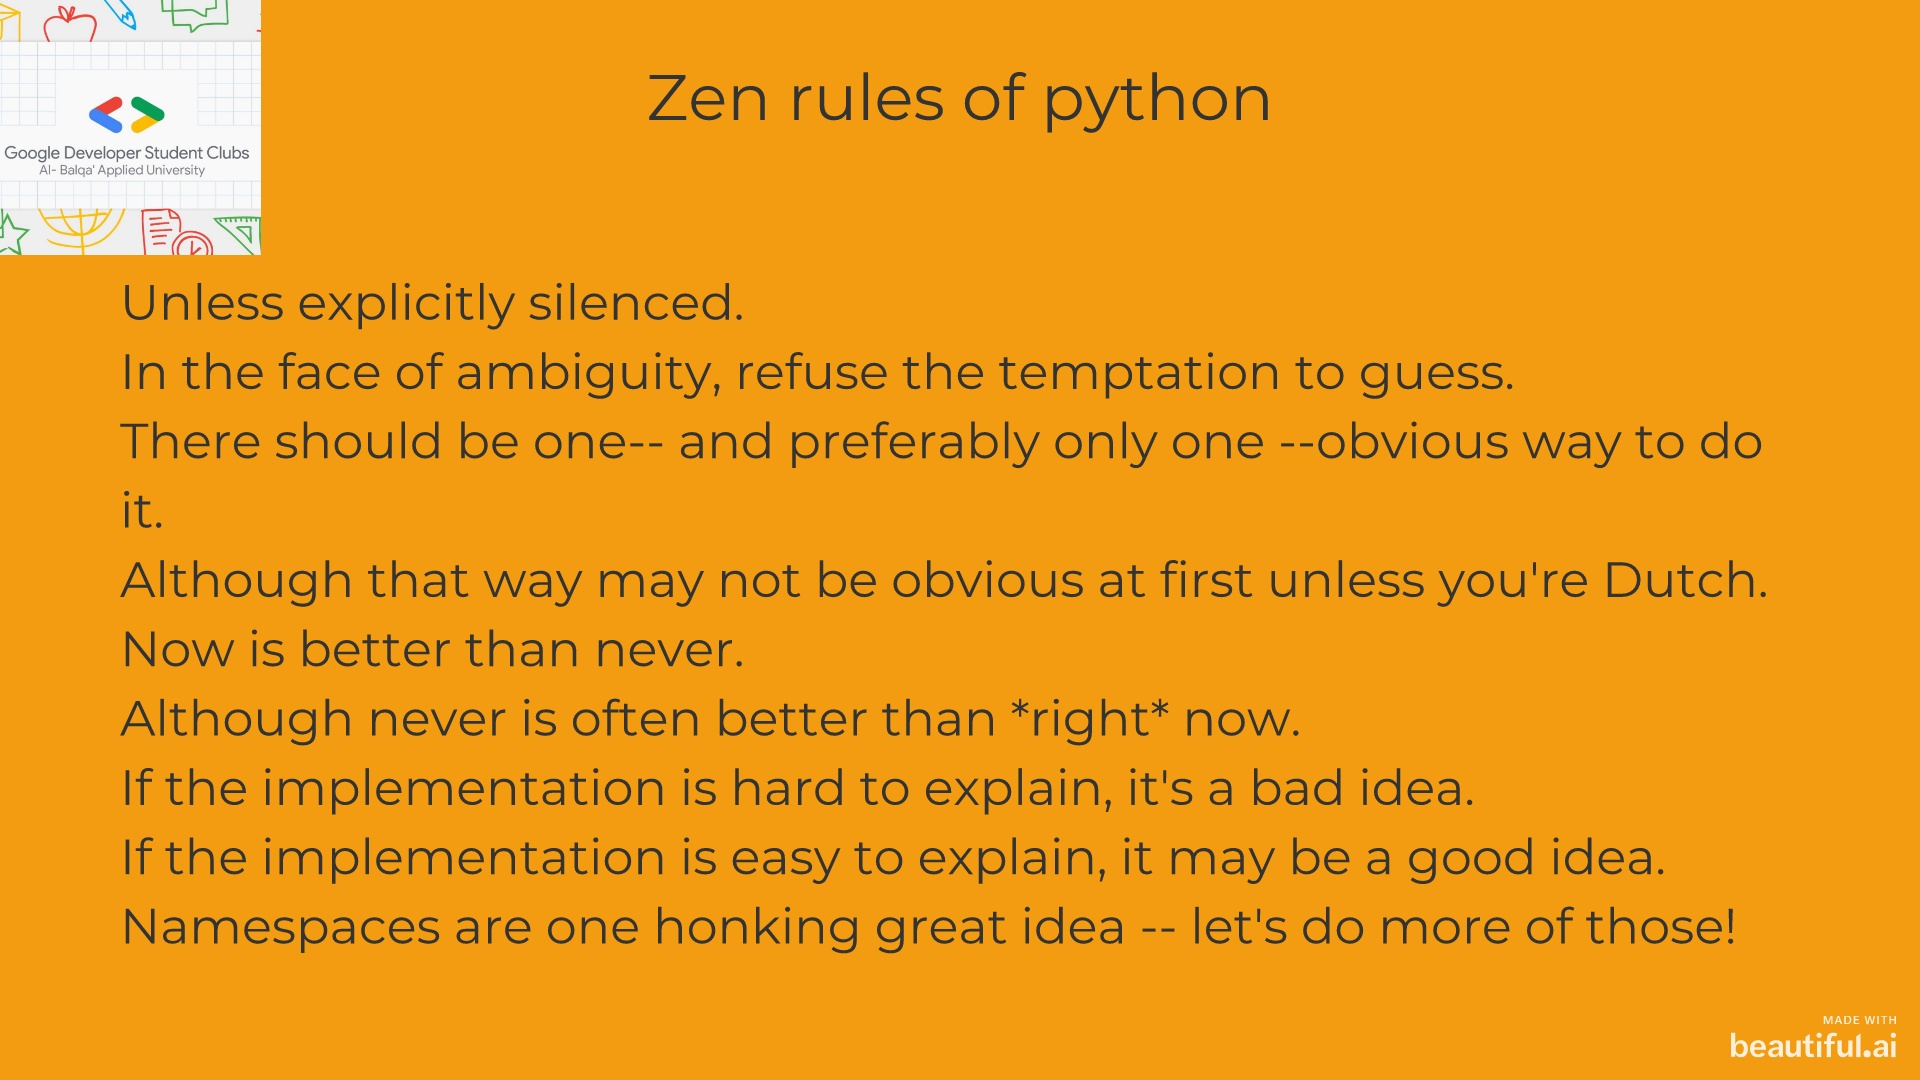 Google Developer Student Clubs
Al- Balqa' Applied University
Zen rules of python
Unless explicitly silenced.
In the face of ambiguity, refuse the temptation to guess.
There should be one-- and preferably only one --obvious way to do
it.
Although that way may not be obvious at first unless you're Dutch.
Now is better than never.
Although never is often better than *right* now.
If the implementation is hard to explain, it's a bad idea.
If the implementation is easy to explain, it may be a good idea.
Namespaces are one honking great idea -- let's do more of those!
MADE WITH
beautiful.ai